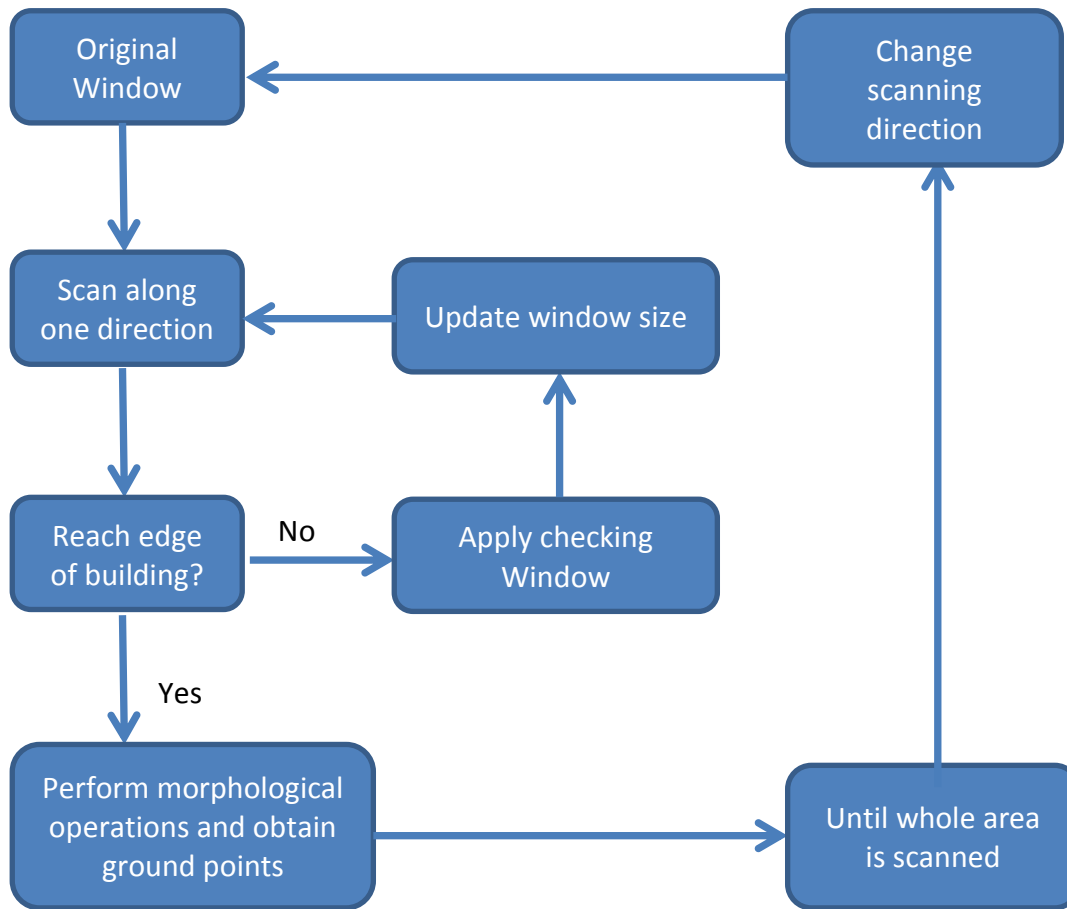 Original
Window
Change
scanning
direction
Scan along
one direction
Update window size
Reach edge
of building?
No
Apply checking
Window
Yes
Perform morphological
operations and obtain
ground points
Until whole area
is scanned